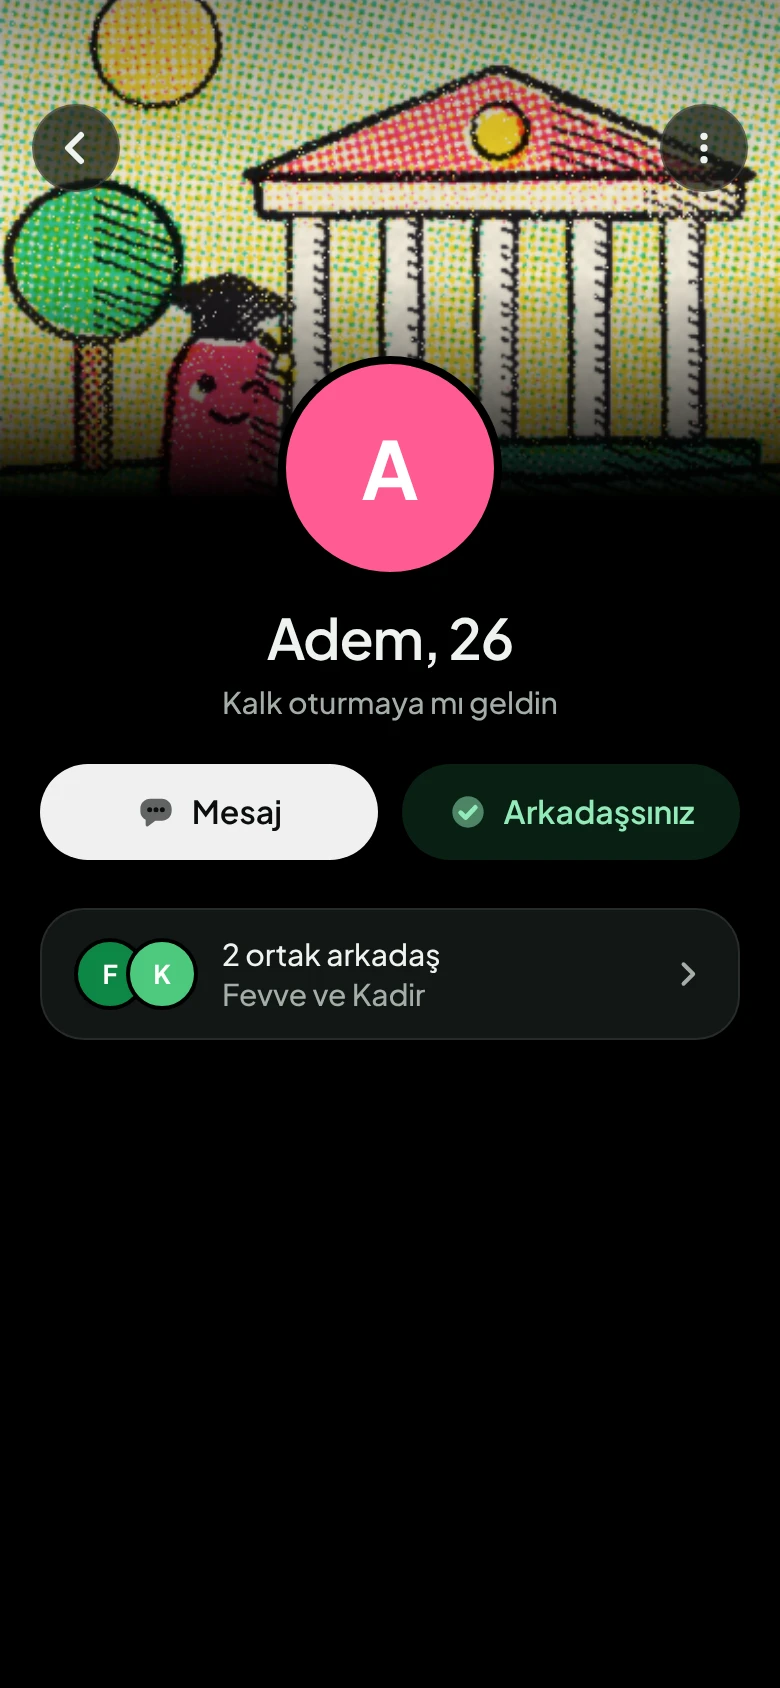 A
Adem, 26
Kalk oturmaya mı geldin
Mesaj
Arkadaşsınız
F K
2 ortak arkadaş
Fevve ve Kadir